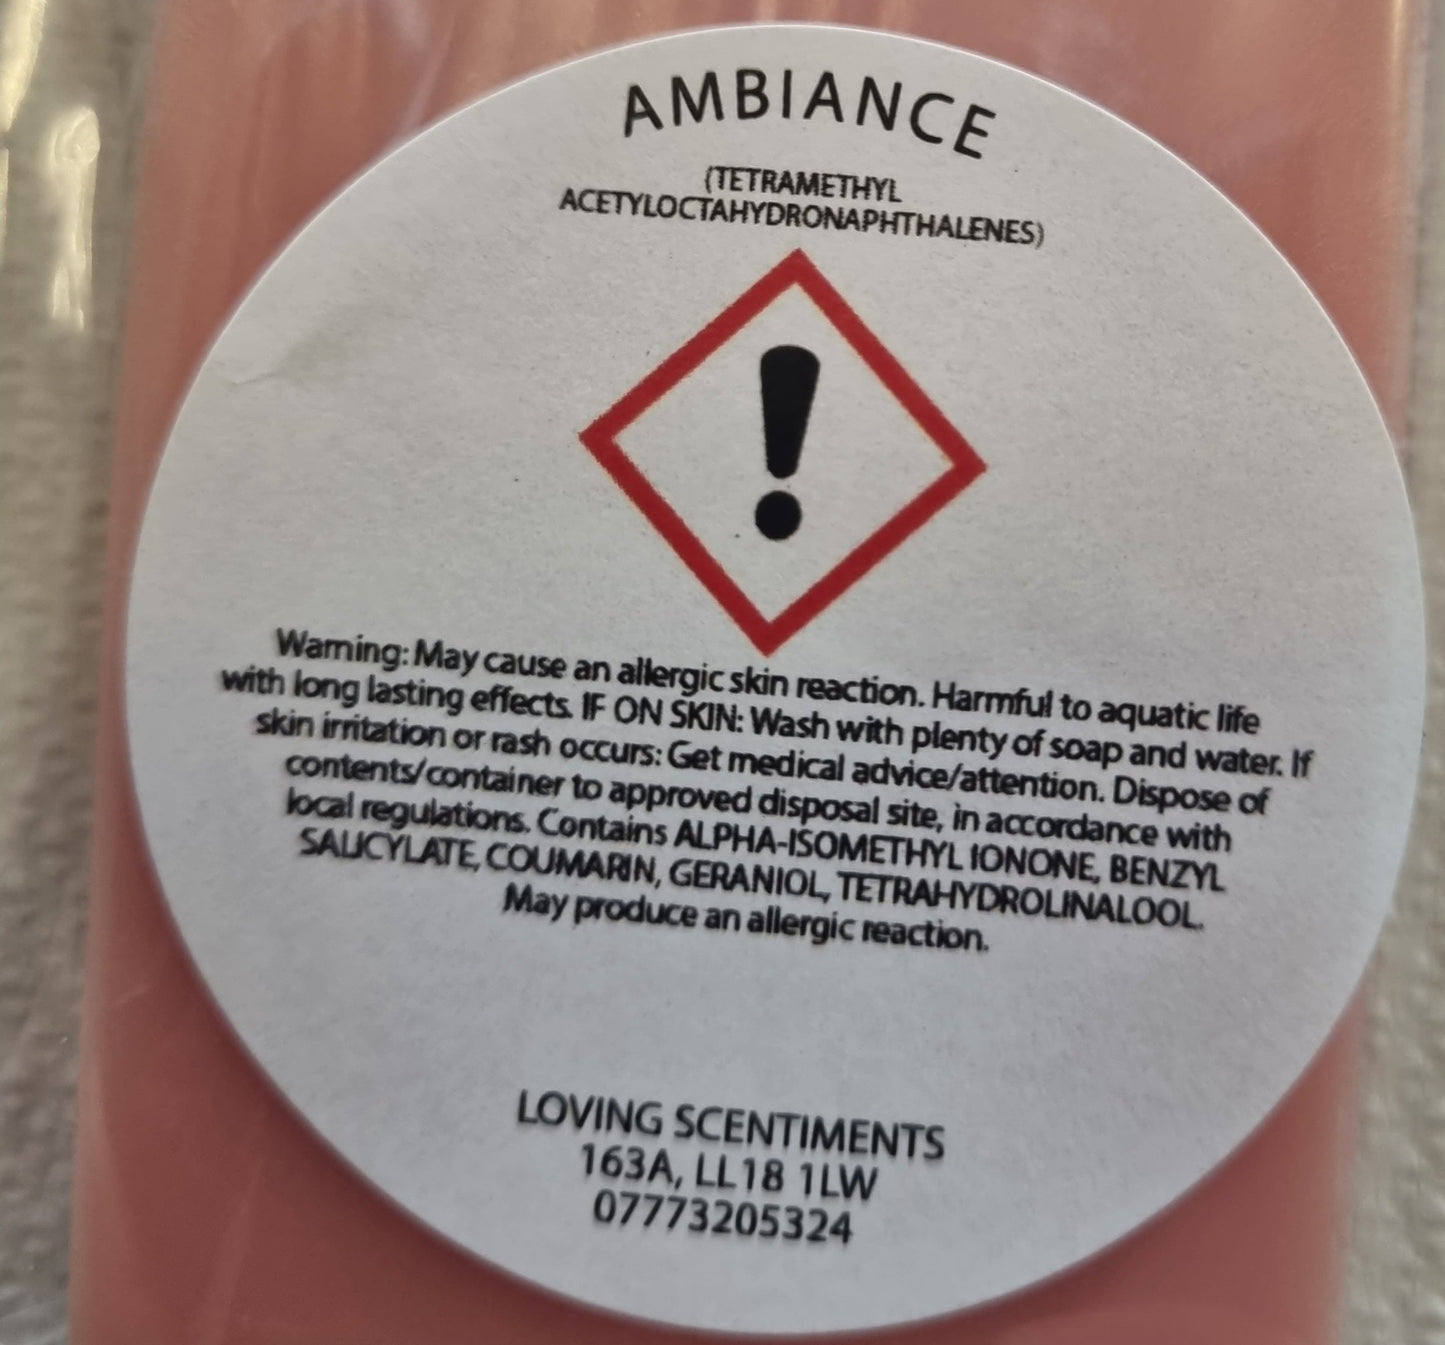 AMBIANCE
(TETRAMETHYL
ACETYLOCTAHYDRONAPHTHALENES)
Warning: May cause an allergic skin reaction. Harmful to aquatic life
with long lasting effects. IF ON SKIN: Wash with plenty of soap and water. If
skin irritation or rash occurs: Get medical advice/attention. Dispose of
contents/container to approved disposal site, in accordance with
local regulations. Contains ALPHA-ISOMETHYL IONONE, BENZYL
SALICYLATE, COUMARIN, GERANIOL, TETRAHYDROLINALOOL.
May produce an allergic reaction.
LOVING SCENTIMENTS
163A, LL18 1LW
07773205324